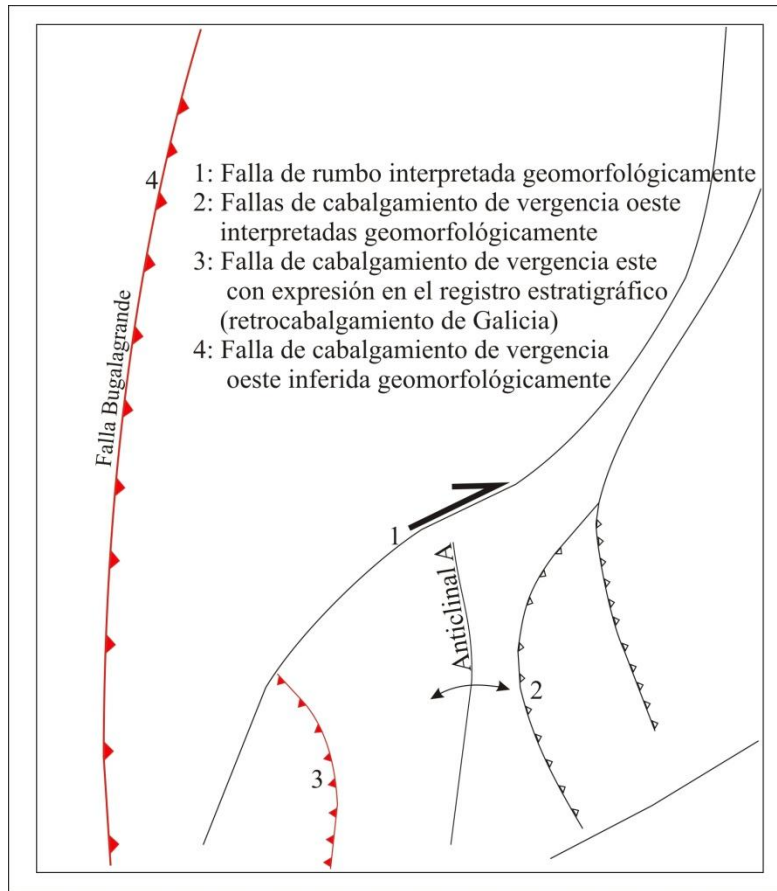 4
1: Falla de rumbo interpretada geomorfológicamente
2: Fallas de cabalgamiento de vergencia oeste
interpretadas geomorfológicamente
3: Falla de cabalgamiento de vergencia este
con expresión en el registro estratigráfico
(retrocabalgamiento de Galicia)
4: Falla de cabalgamiento de vergencia
oeste inferida geomorfológicamente
Falla Bugalagrande
1
Anticlinal A
2
3